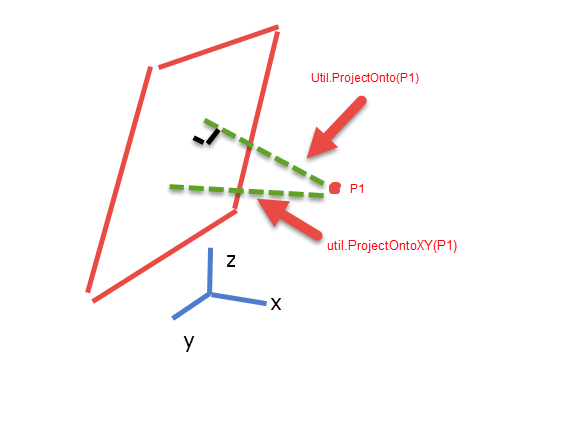 Util.ProjectOnto(P1)
P1
util.ProjectOntoXY(P1)
z
x
y